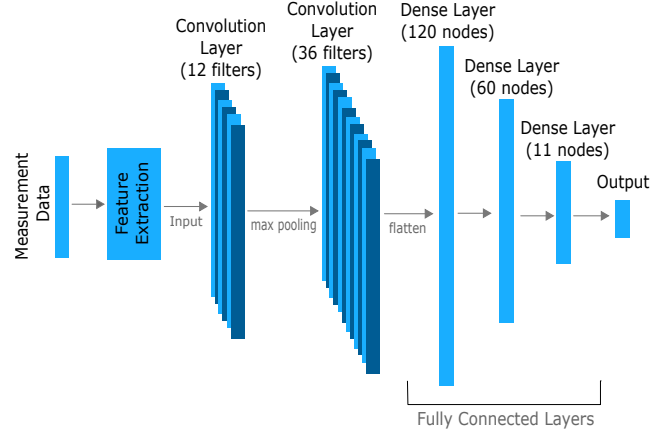 Measurement
Data
Feature
Extraction
Input
Convolution
Layer
(12 filters)
max pooling
Convolution
Layer
(36 filters)
flatten
Dense Layer
(120 nodes)
Dense Layer
(60 nodes)
Dense Layer
(11 nodes)
Output
Fully Connected Layers